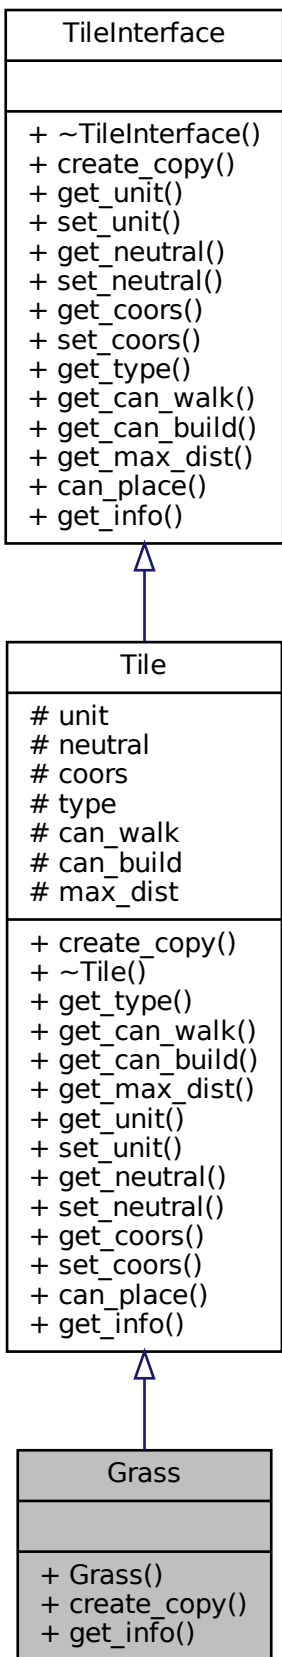 TileInterface
+ ~TileInterface()
+ create_copy()
+ get_unit()
+ set_unit()
+ get_neutral()
+ set_neutral()
+ get_coors()
+ set_coors()
+ get_type()
+ get_can_walk()
+ get_can_build()
+ get_max_dist()
+ can_place()
+ get_info()
Tile
# unit
# neutral
# coors
# type
# can_walk
# can_build
# max_dist
+ create_copy()
+ ~Tile()
+ get_type()
+ get_can_walk()
+ get_can_build()
+ get_max_dist()
+ get_unit()
+ set_unit()
+ get_neutral()
+ set_neutral()
+ get_coors()
+ set_coors()
+ can_place()
+ get_info()
Grass
+ Grass()
+ create_copy()
+ get_info()